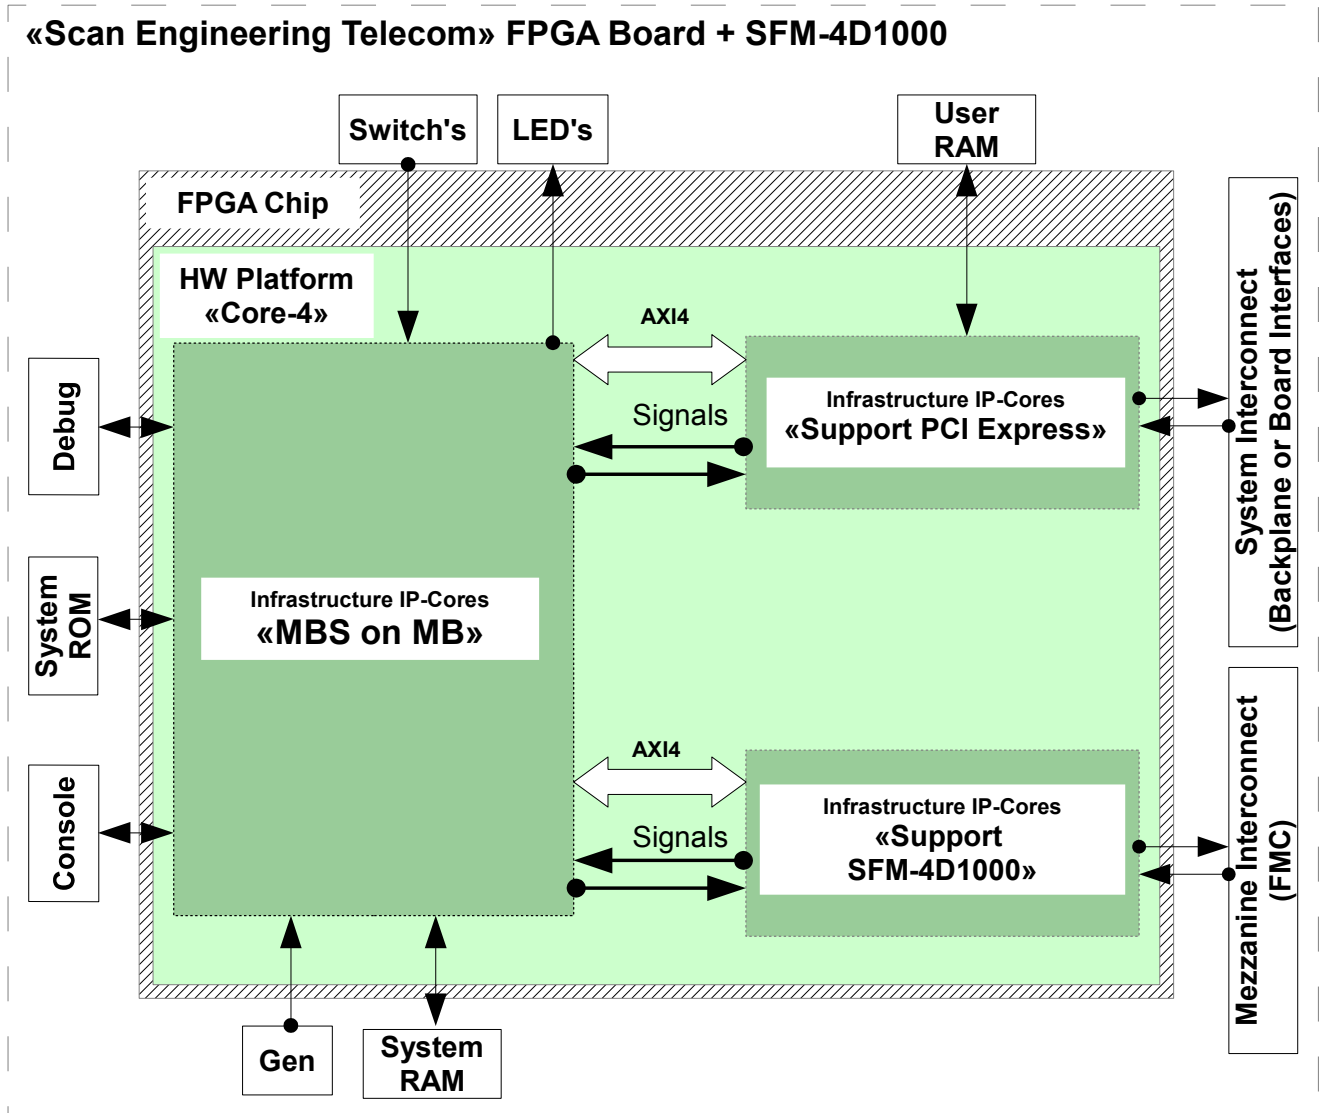 «Scan Engineering Telecom» FPGA Board + SFM-4D1000
Switch's
LED's
User
RAM
FPGA Chip
HW Platform
«Core-4»
AXI4
Signals
Infrastructure IP-Cores
«Support PCI Express»
System Interconnect
(Backplane or Board Interfaces)
Debug
System
ROM
Console
Infrastructure IP-Cores
«MBS on MB»
AXI4
Signals
Infrastructure IP-Cores
«Support
SFM-4D1000»
Mezzanine Interconnect
(FMC)
Gen
System
RAM